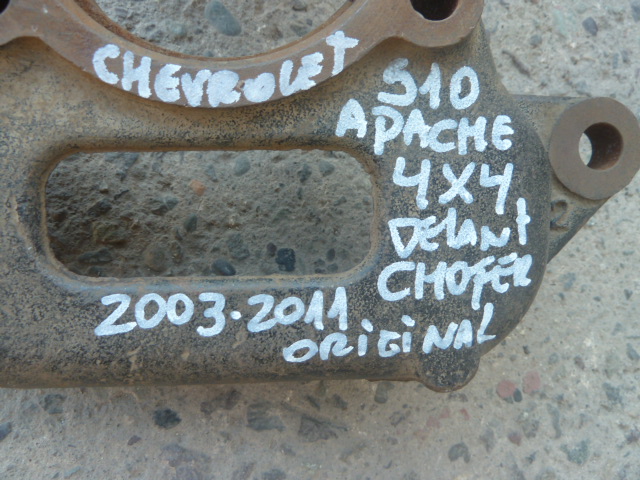 CHEVROLET
S10
APACHE
4X4
DELANT
CHOFER
2003-2011
ORIGINAL